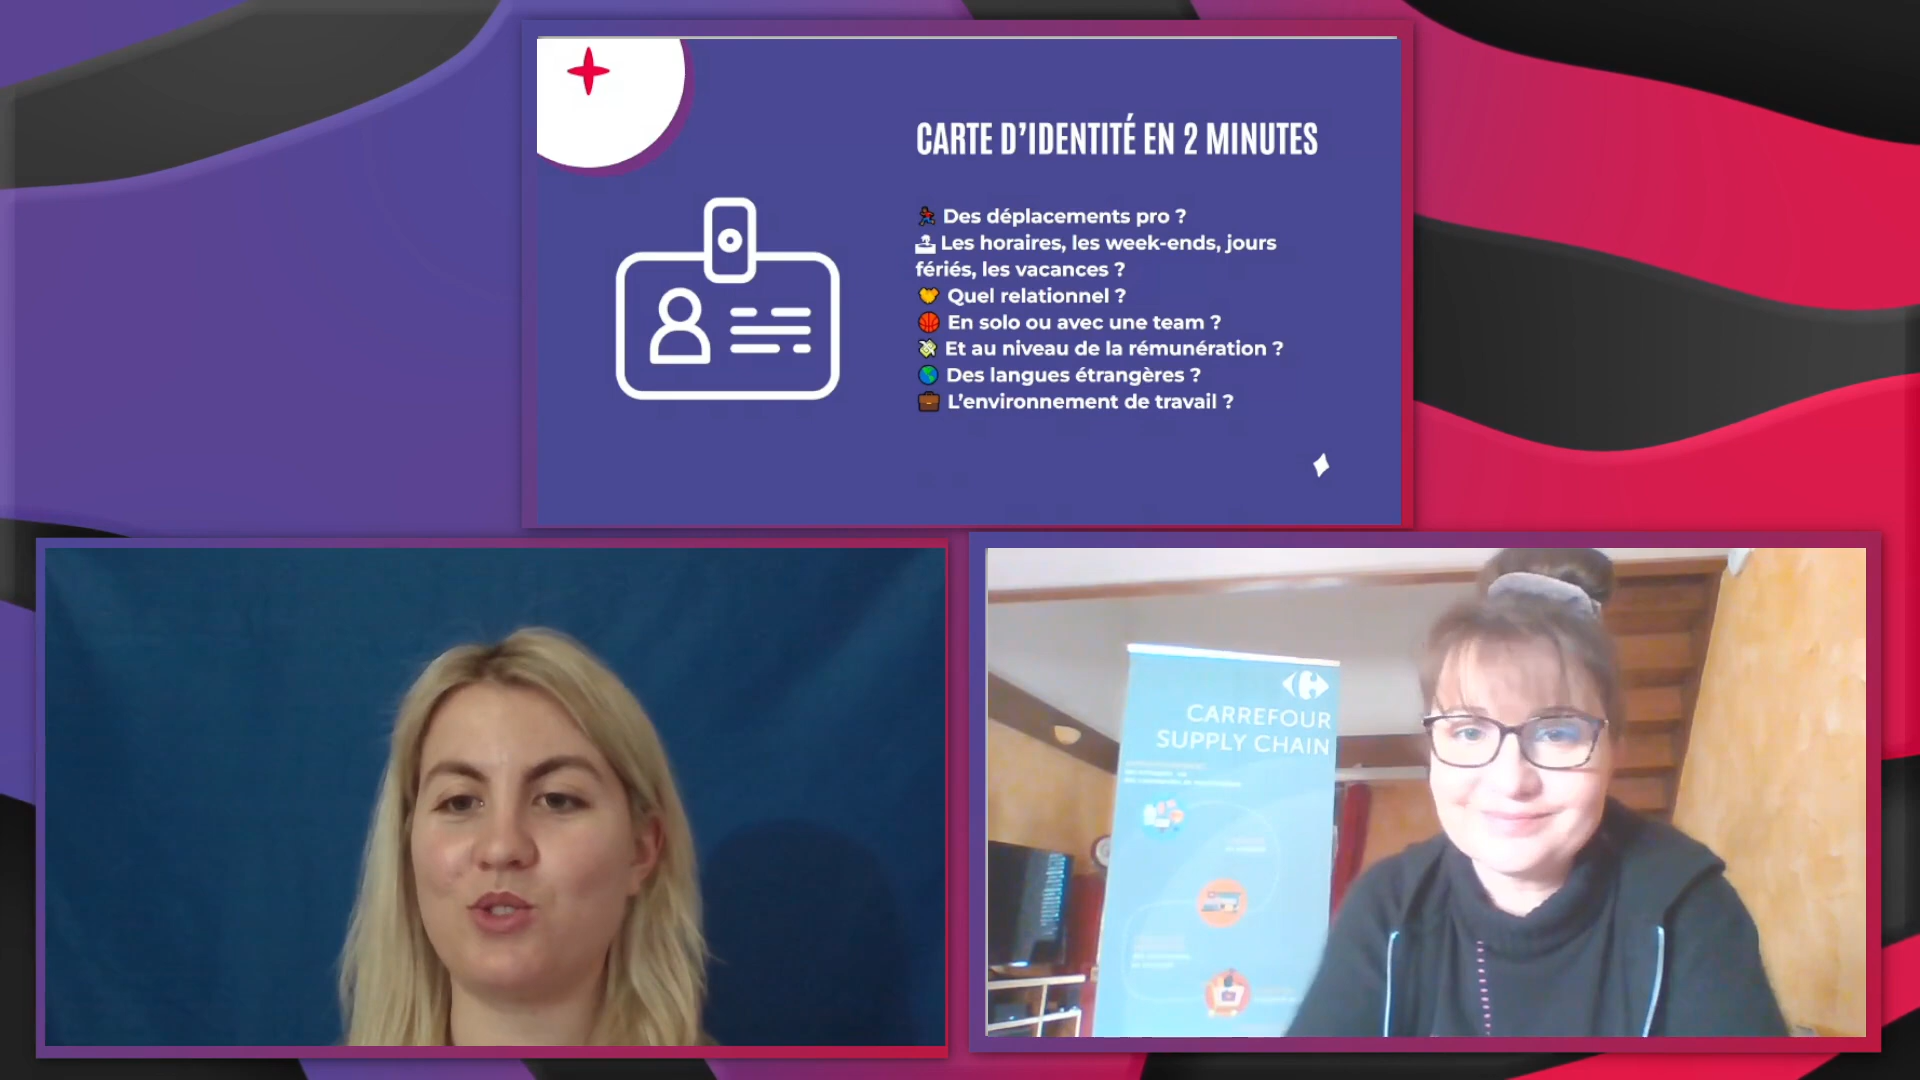 CARTE D’IDENTITÉ EN 2 MINUTES
Des déplacements pro ?
Les horaires, les week-ends, jours
fériés, les vacances ?
Quel relationnel ?
En solo ou avec une team ?
Et au niveau de la rémunération ?
Des langues étrangères ?
L’environnement de travail ?
CARREFOUR
SUPPLY CHAIN